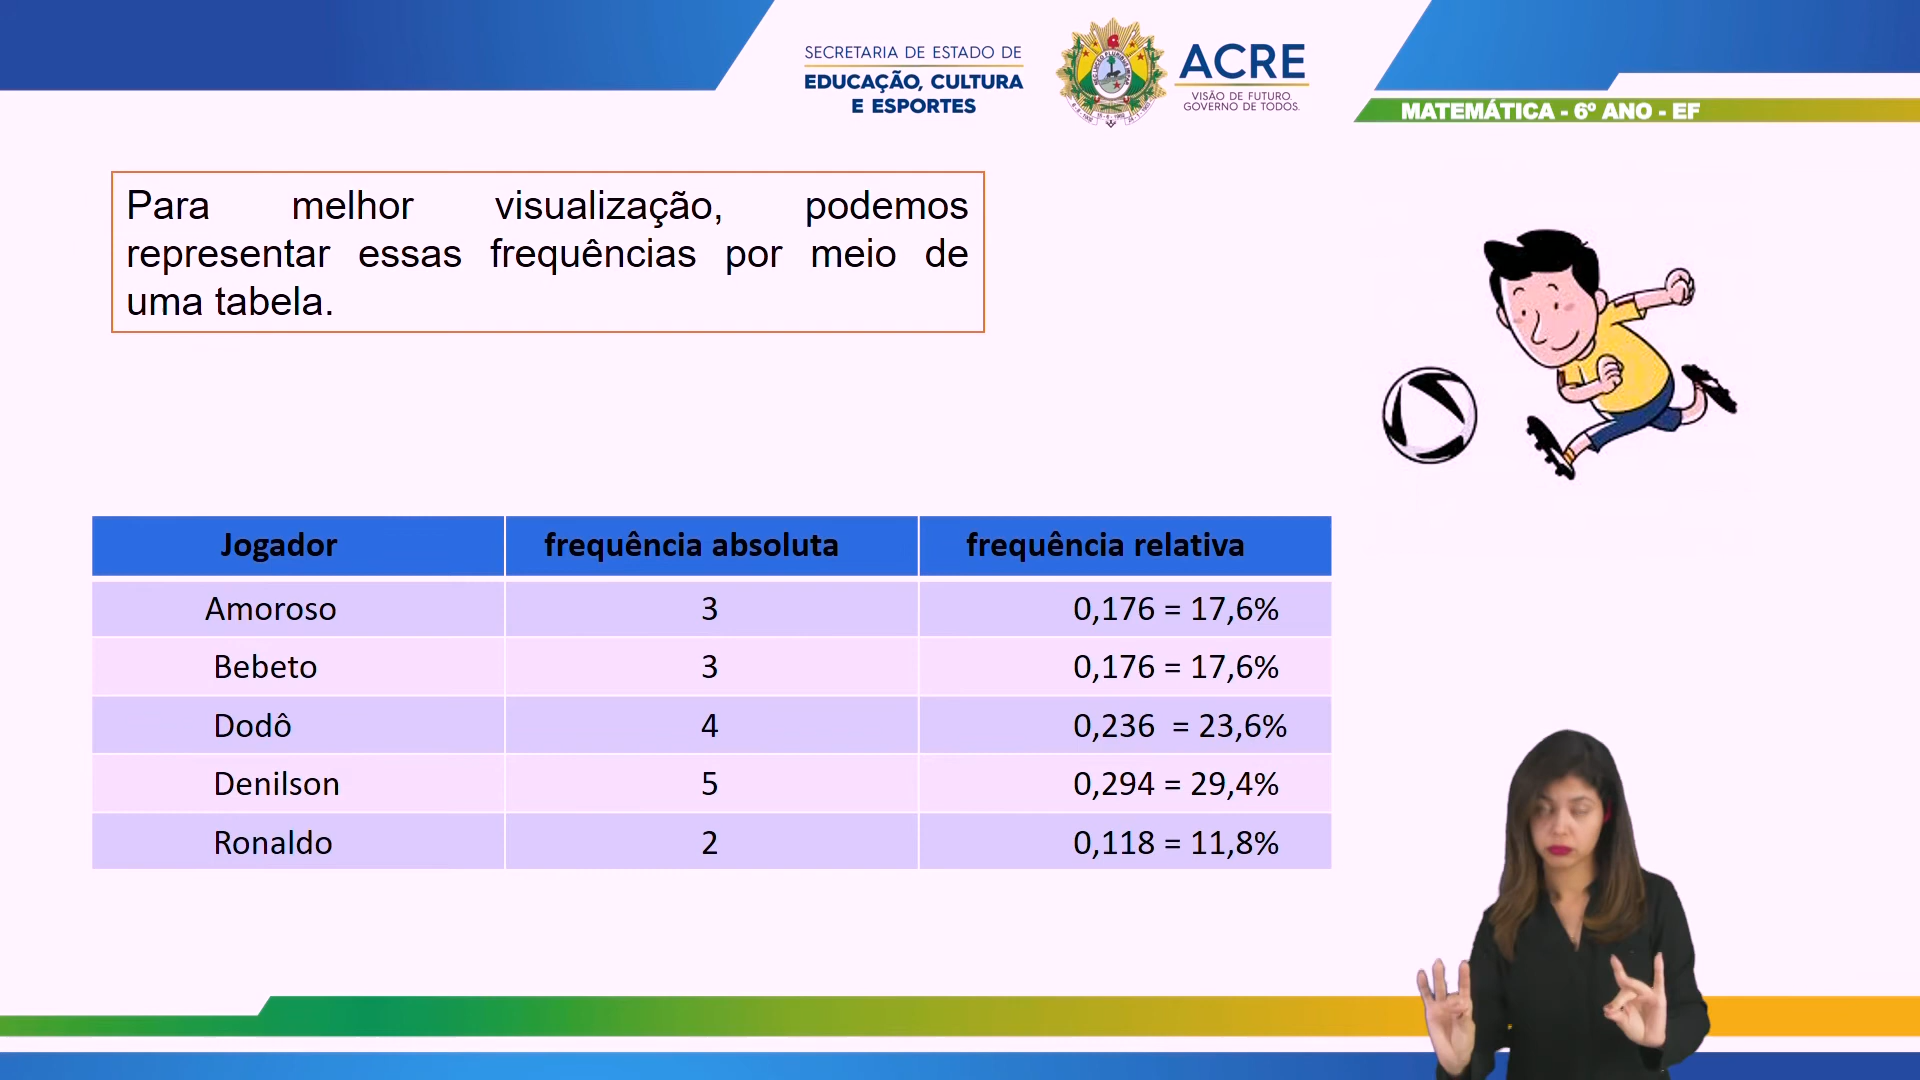 SECRETARIA DE ESTADO DE
EDUCAÇÃO, CULTURA
E ESPORTES
ACRE
VISÃO DE FUTURO.
GOVERNO DE TODOS.
MATEMÁTICA - 6º ANO - EF
Para melhor visualização, podemos
representar essas frequências por meio de
uma tabela.
Jogador frequência absoluta frequência relativa
Amoroso 3 0,176 = 17,6%
Bebeto 3 0,176 = 17,6%
Dodô 4 0,236 = 23,6%
Denilson 5 0,294 = 29,4%
Ronaldo 2 0,118 = 11,8%